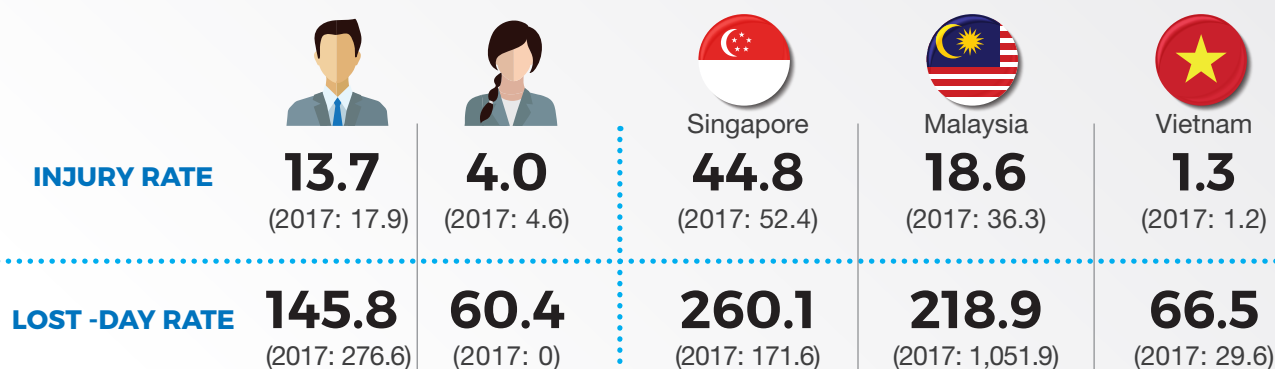 Singapore Malaysia Vietnam
INJURY RATE 13.7 4.0 44.8 18.6 1.3
(2017: 17.9) (2017: 4.6) (2017: 52.4) (2017: 36.3) (2017: 1.2)
LOST -DAY RATE 145.8 60.4 260.1 218.9 66.5
(2017: 276.6) (2017: 0) (2017: 171.6) (2017: 1,051.9) (2017: 29.6)